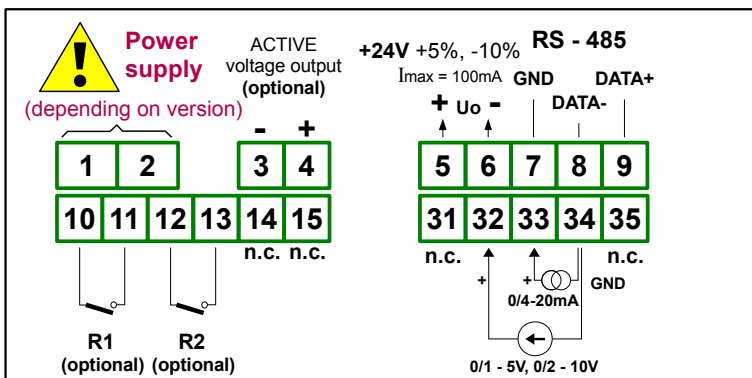 Power
supply
(depending on version)
ACTIVE
voltage output
(optional)
- +
+24V +5%, -10%
Imax = 100mA
+ Uo -
RS - 485
GND
DATA-
DATA+
1 2 3 4 5 6 7 8 9
10 11 12 13 14 15 31 32 33 34 35
n.c. n.c. n.c. n.c.
R1
(optional)
R2
(optional)
+ +
0/4-20mA
GND
0/1 - 5V, 0/2 - 10V